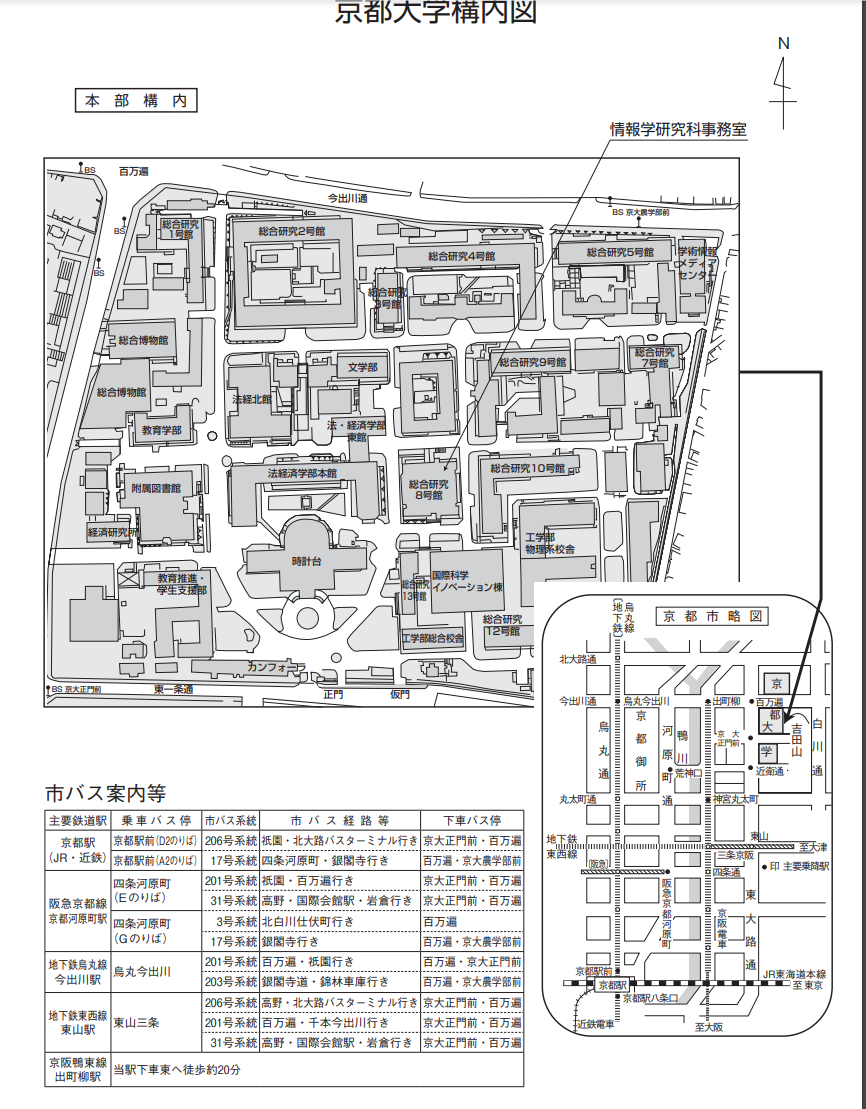 京都大学構内図
N
本部構内
情報学研究科事務室
BS
百万遍
今出川通
BS 京大農学部前
BS
BS
総合研究
1号館
総合研究2号館
総合研究4号館
総合研究5号館
学術情報
メディア
センター
総合研究
3号館
総合博物館
文学部
総合研究9号館
総合研究
7号館
総合博物館
法経北館
教育学部
法・経済学部
東館
法経済学部本館
総合研究
8号館
総合研究10号館
附属図書館
経済研究所
時計台
工学部
物理系校舎
教育推進・
学生支援部
総合研究
13号館
国際科学
イノベーション棟
総合研究
12号館
工学部総合校舎
カンフォーラ
BS 京大正門前
東一条通
正門
仮門
京都市略図
地下鉄
烏丸線
北大路通
今出川通
烏丸今出川
出町柳
百万遍
京
都
大
学
吉田山
白川通
烏丸通
京都御所
河原町通
鴨川
京大
正門前
荒神口
近衛通
丸太町通
神宮丸太町
地下鉄
東西線
東山
至大津
三条京阪
(阪急)
四条通
印 主要乗降駅
阪急京都河原町
京阪電車
東大路通
京都駅前
京都駅
JR東海道本線
至東京
京都駅八条口
近鉄電車
至大阪
市バス案内等
主要鉄道駅 乗車バス停 市バス系統 市バス経路等 下車バス停
京都駅
(JR・近鉄)
京都駅前(D2のりば) 206号系統 祇園・北大路バスターミナル行き 京大正門前・百万遍
京都駅前(A2のりば) 17号系統 四条河原町・銀閣寺行き 百万遍・京大農学部前
阪急京都線
京都河原町駅
四条河原町
(Eのりば)
201号系統 祇園・百万遍行き 京大正門前・百万遍
31号系統 高野・国際会館駅・岩倉行き 京大正門前・百万遍
四条河原町
(Gのりば)
3号系統 北白川仕伏町行き 百万遍
17号系統 銀閣寺行き 百万遍・京大農学部前
地下鉄烏丸線
今出川駅
烏丸今出川
201号系統 百万遍・祇園行き 百万遍・京大正門前
203号系統 銀閣寺道・錦林車庫行き 百万遍・京大農学部前
地下鉄東西線
東山駅
東山三条
206号系統 高野・北大路バスターミナル行き 京大正門前・百万遍
201号系統 百万遍・千本今出川行き 京大正門前・百万遍
31号系統 高野・国際会館駅・岩倉行き 京大正門前・百万遍
京阪鴨東線
出町柳駅
当駅下車東へ徒歩約20分